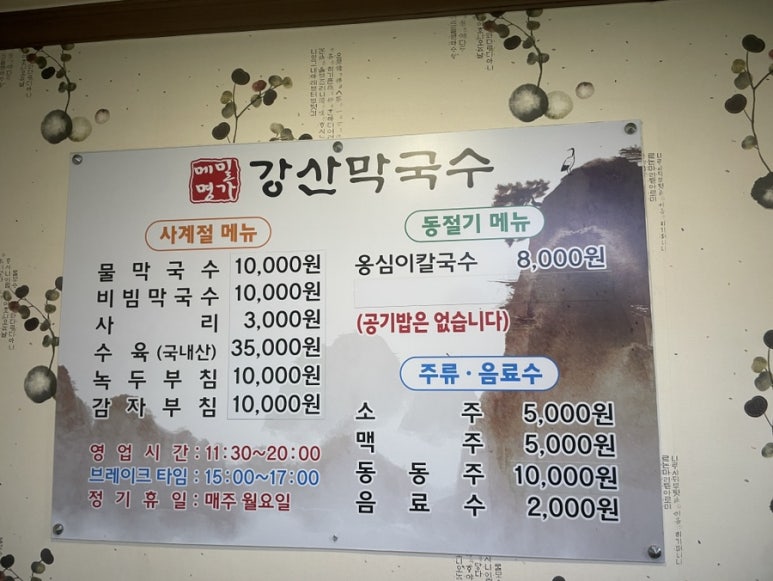 메밀명가 강산막국수
사계절 메뉴
물막국수 10,000원
비빔막국수 10,000원
사리 3,000원
수육 (국내산) 35,000원
녹두부침 10,000원
감자부침 10,000원
영업시간 : 11:30~20:00
브레이크타임 : 15:00~17:00
정기휴일 : 매주월요일
동절기 메뉴
옹심이칼국수 8,000원
(공기밥은 없습니다)
주류 · 음료수
소주 5,000원
맥주 5,000원
동동주 10,000원
음료수 2,000원